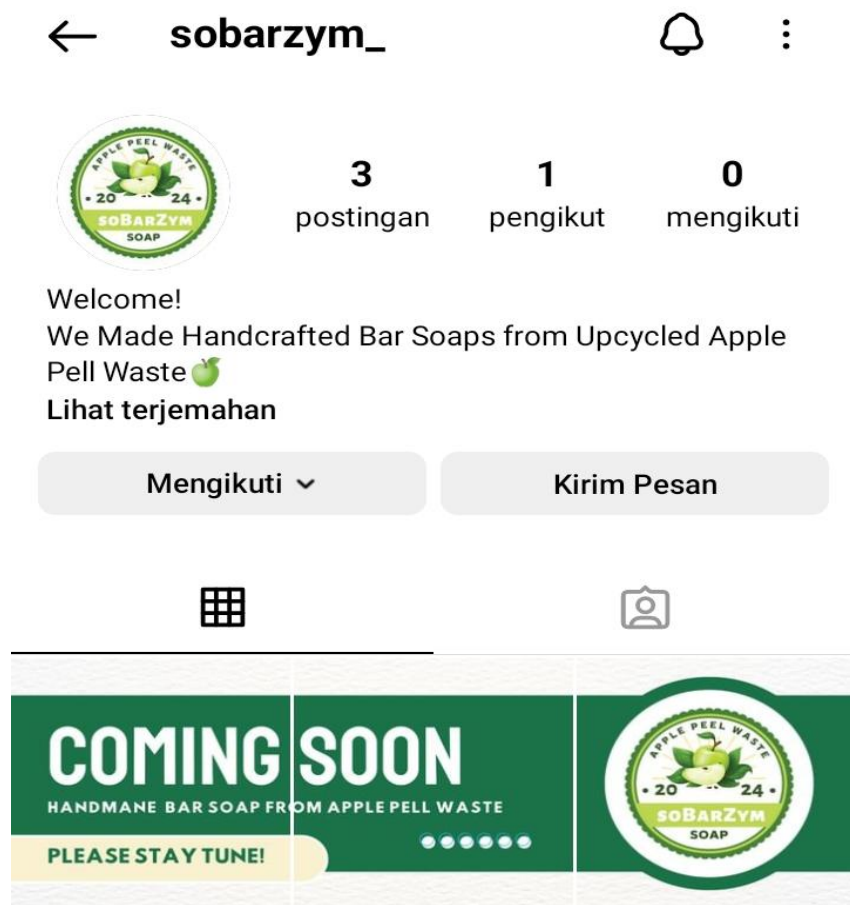 sobarzym_
APPLE PEEL WASTE
20 24
SOBARZYM
SOAP
3
postingan
1
pengikut
0
mengikuti
Welcome!
We Made Handcrafted Bar Soaps from Upcycled Apple
Pell Waste🍏
Lihat terjemahan
Mengikuti
Kirim Pesan
COMING SOON
HANDMANE BAR SOAP FROM APPLE PELL WASTE
PLEASE STAY TUNE!
APPLE PEEL WASTE
20 24
SOBARZYM
SOAP